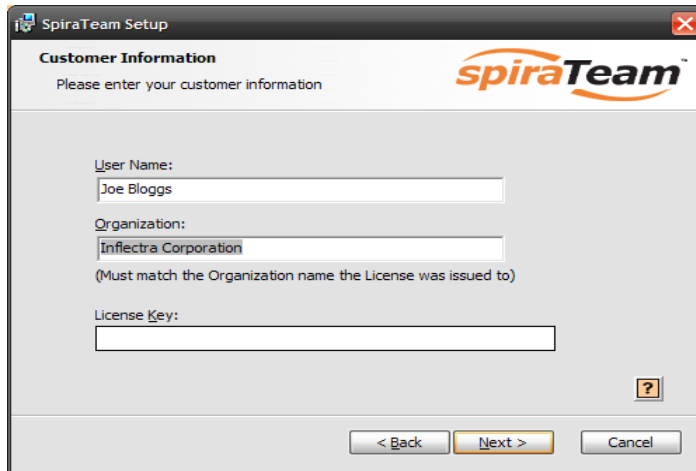 SpiraTeam Setup
Customer Information
Please enter your customer information
spiraTeam™
User Name:
Joe Bloggs
Organization:
Inflectra Corporation
(Must match the Organization name the License was issued to)
License Key:
?
< Back
Next >
Cancel